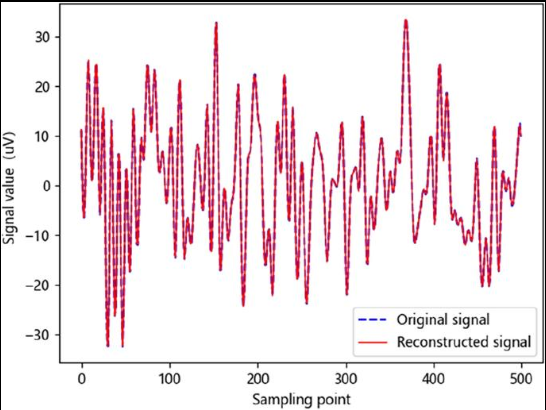 30
20
10
0
−10
−20
−30
Signal value (uV)
Original signal
Reconstructed signal
0 100 200 300 400 500
Sampling point